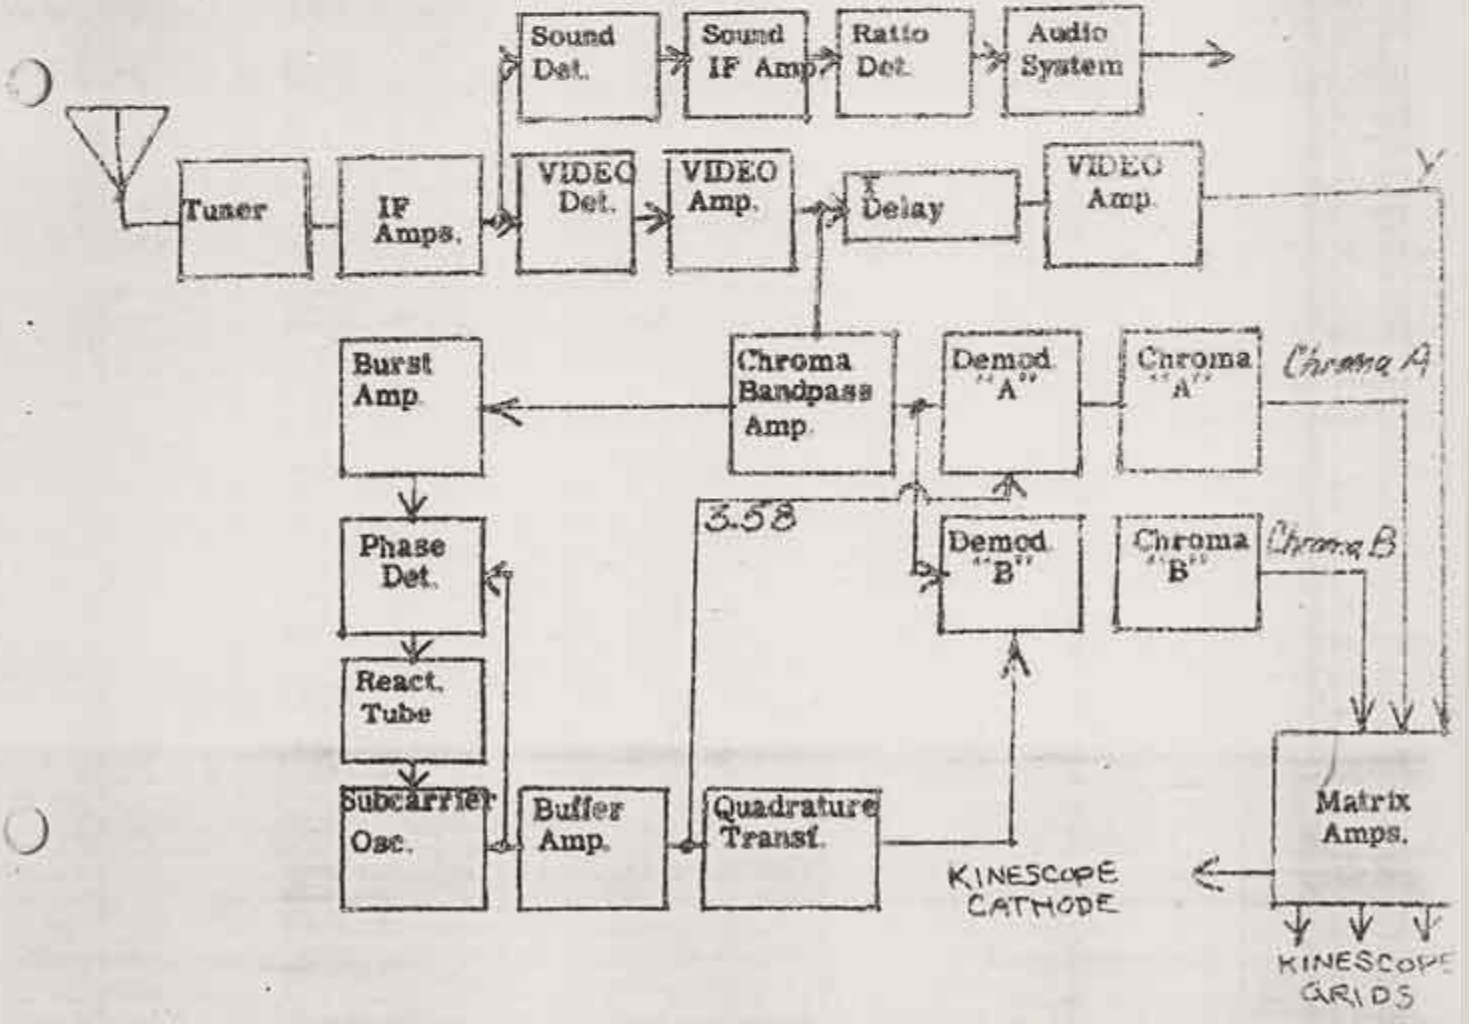 Sound
Det.
Sound
IF Amp.
Ratio
Det.
Audio
System
Tuner
IF
Amps.
VIDEO
Det.
VIDEO
Amp.
Y
Delay
VIDEO
Amp.
Y
Burst
Amp.
Chroma
Bandpass
Amp.
Demod.
"A"
Chroma
"A"
Chroma A
3.58
Phase
Det.
Demod.
"B"
Chroma
"B"
Chroma B
React.
Tube
Subcarrier
Osc.
Buffer
Amp.
Quadrature
Transf.
Matrix
Amps.
KINESCOPE
CATHODE
KINESCOPE
GRIDS